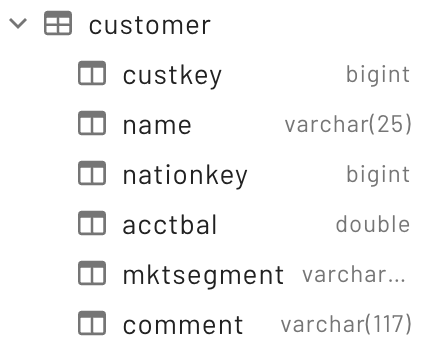 customer
custkey bigint
name varchar(25)
nationkey bigint
acctbal double
mktsegment varchar...
comment varchar(117)